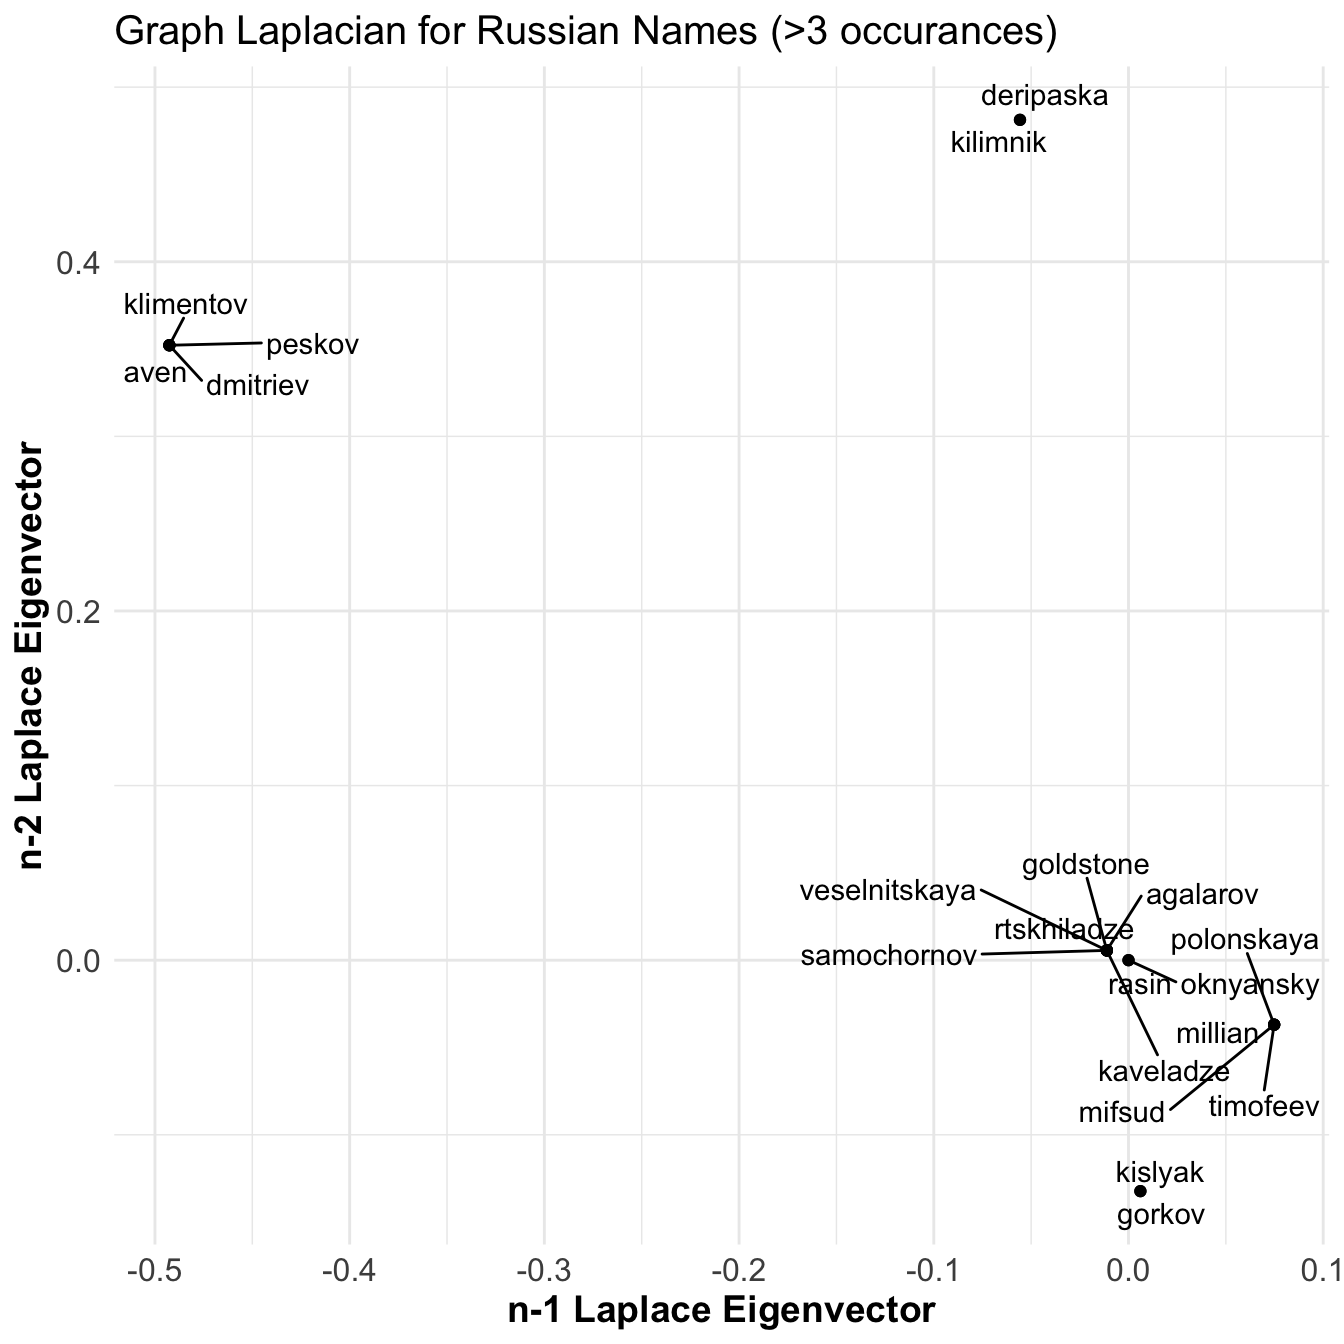 Graph Laplacian for Russian Names (>3 occurances)
deripaska
kilimnik
0.4
klimentov
peskov
aven
dmitriev
n-2 Laplace Eigenvector
0.2
goldstone
veselnitskaya
agalarov
rtskhiladze
polonskaya
samochornov
0.0
rasin
oknyansky
millian
kaveladze
mifsud
timofeev
kislyak
gorkov
-0.5
-0.4
-0.3
-0.2
-0.1
0.0
0.1
n-1 Laplace Eigenvector